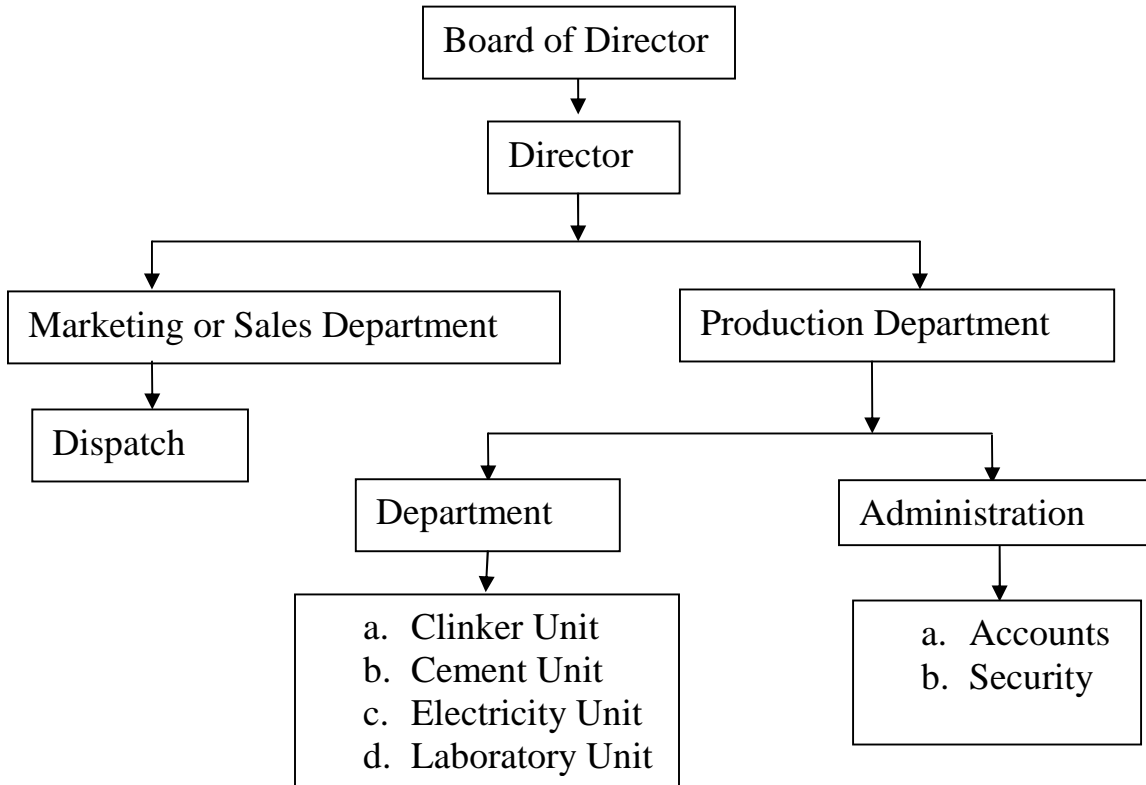 Board of Director
Director
Marketing or Sales Department
Production Department
Dispatch
Department
Administration
a. Clinker Unit
b. Cement Unit
c. Electricity Unit
d. Laboratory Unit
a. Accounts
b. Security